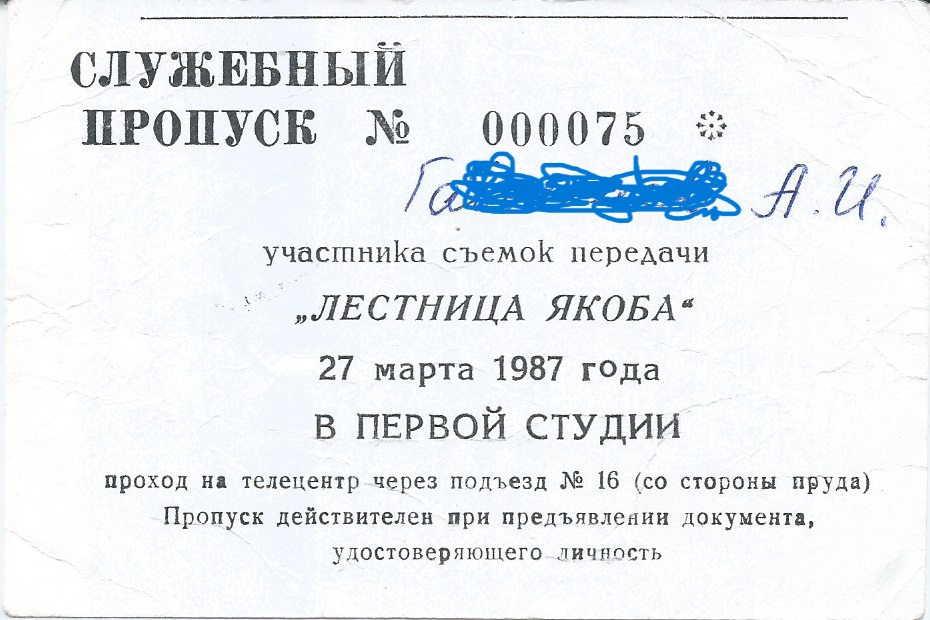 СЛУЖЕБНЫЙ
ПРОПУСК № 000075
А.И.
участника съемок передачи
„ЛЕСТНИЦА ЯКОБА“
27 марта 1987 года
В ПЕРВОЙ СТУДИИ
проход на телецентр через подъезд № 16 (со стороны пруда)
Пропуск действителен при предъявлении документа,
удостоверяющего личность